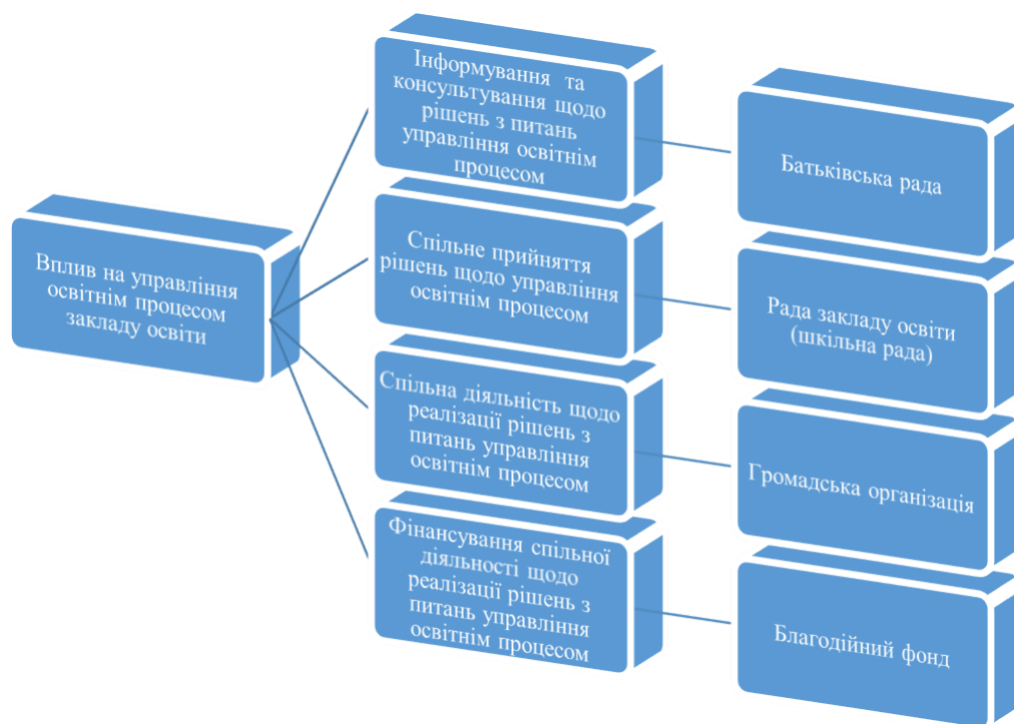 Вплив на управління
освітнім процесом
закладу освіти
Інформування та
консультування щодо
рішень з питань
управління освітнім
процесом
Батьківська рада
Спільне прийняття
рішень щодо управління
освітнім процесом
Рада закладу освіти
(шкільна рада)
Спільна діяльність щодо
реалізації рішень з
питань управління
освітнім процесом
Громадська організація
Фінансування спільної
діяльності щодо
реалізації рішень з
питань управління
освітнім процесом
Благодійний фонд